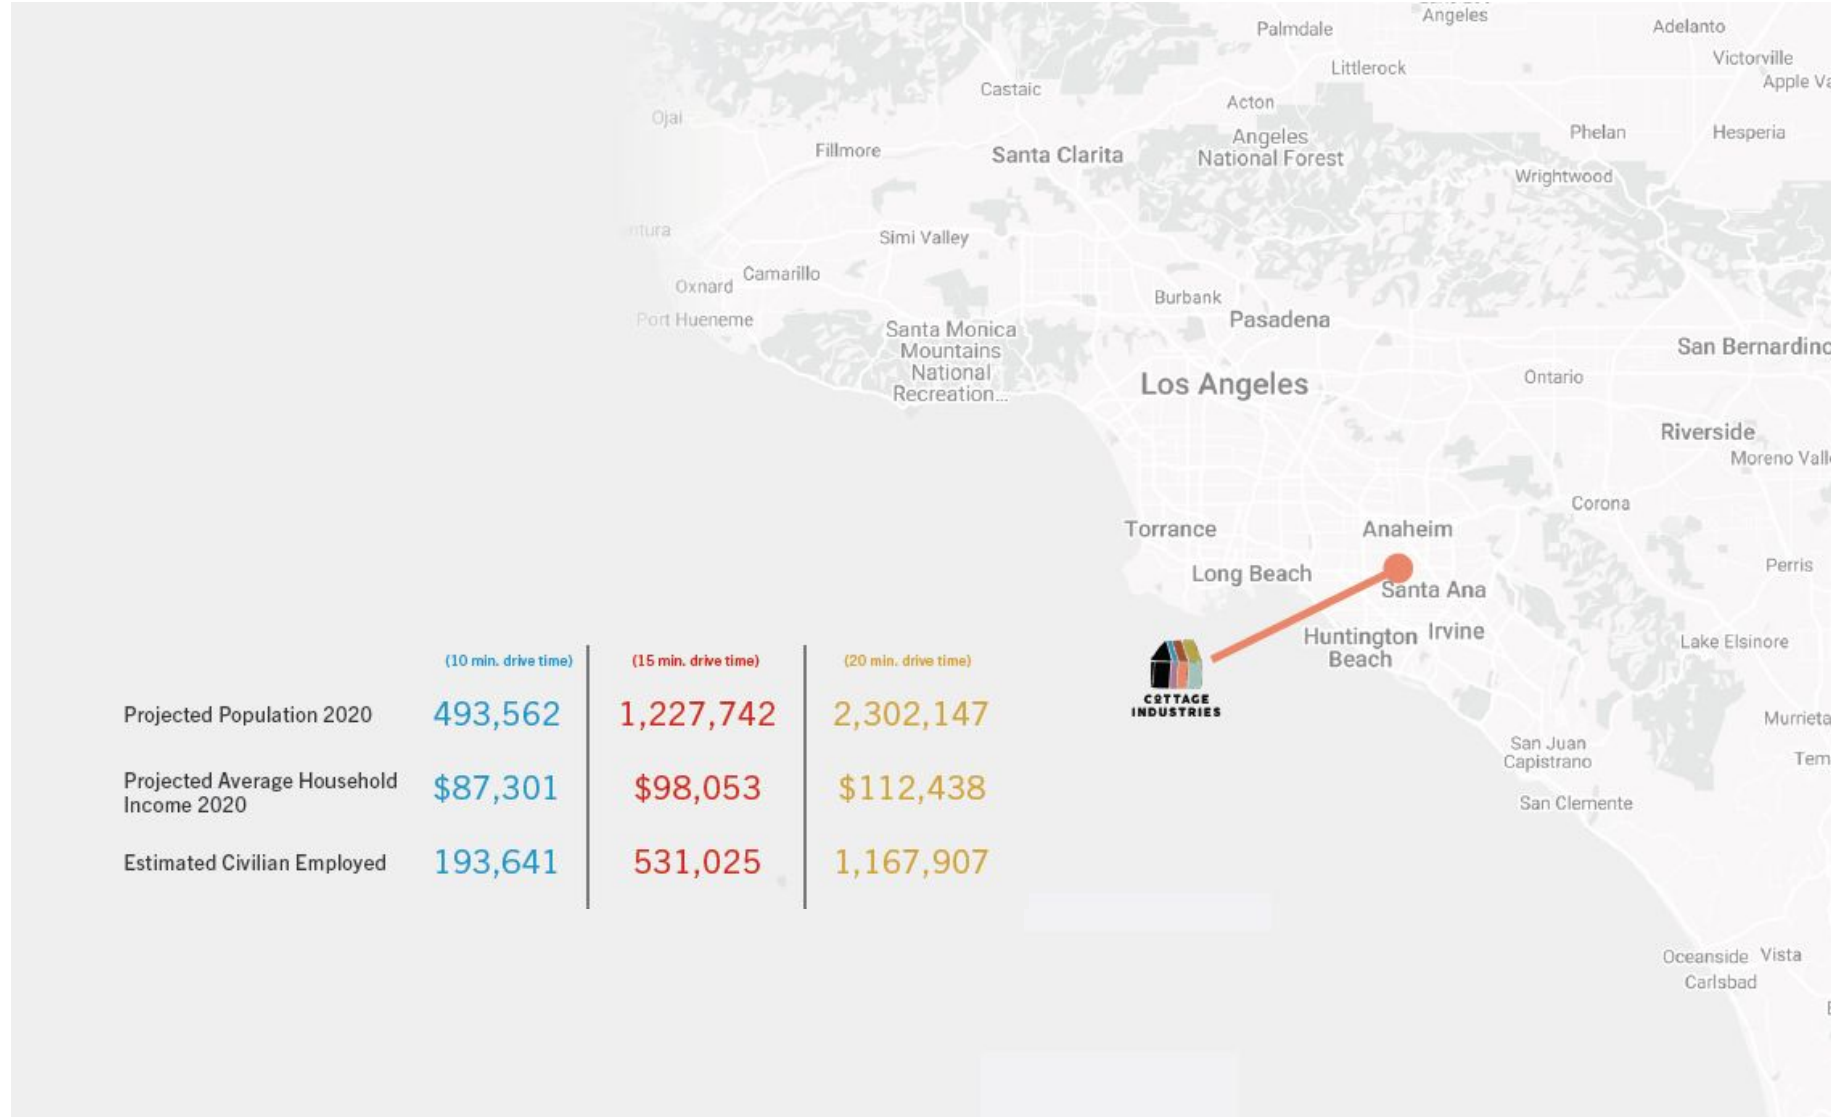 Angeles
Palmdale
Adelanto
Victorville
Littlerock
Apple Va
Castaic
Acton
Ojai
Angeles
National Forest
Phelan
Hesperia
Fillmore
Santa Clarita
Wrightwood
ntura
Simi Valley
Camarillo
Oxnard
Burbank
Port Hueneme
Pasadena
Santa Monica
Mountains
National
Recreation...
San Bernardino
Los Angeles
Ontario
Riverside
Moreno Vall
Corona
Torrance
Anaheim
Long Beach
Perris
Santa Ana
Huntington
Beach
Irvine
Lake Elsinore
COTTAGE
INDUSTRIES
Murrieta
San Juan
Capistrano
Tem
San Clemente
Oceanside
Vista
Carlsbad
(10 min. drive time) (15 min. drive time) (20 min. drive time)
Projected Population 2020 493,562 1,227,742 2,302,147
Projected Average Household
Income 2020 $87,301 $98,053 $112,438
Estimated Civilian Employed 193,641 531,025 1,167,907